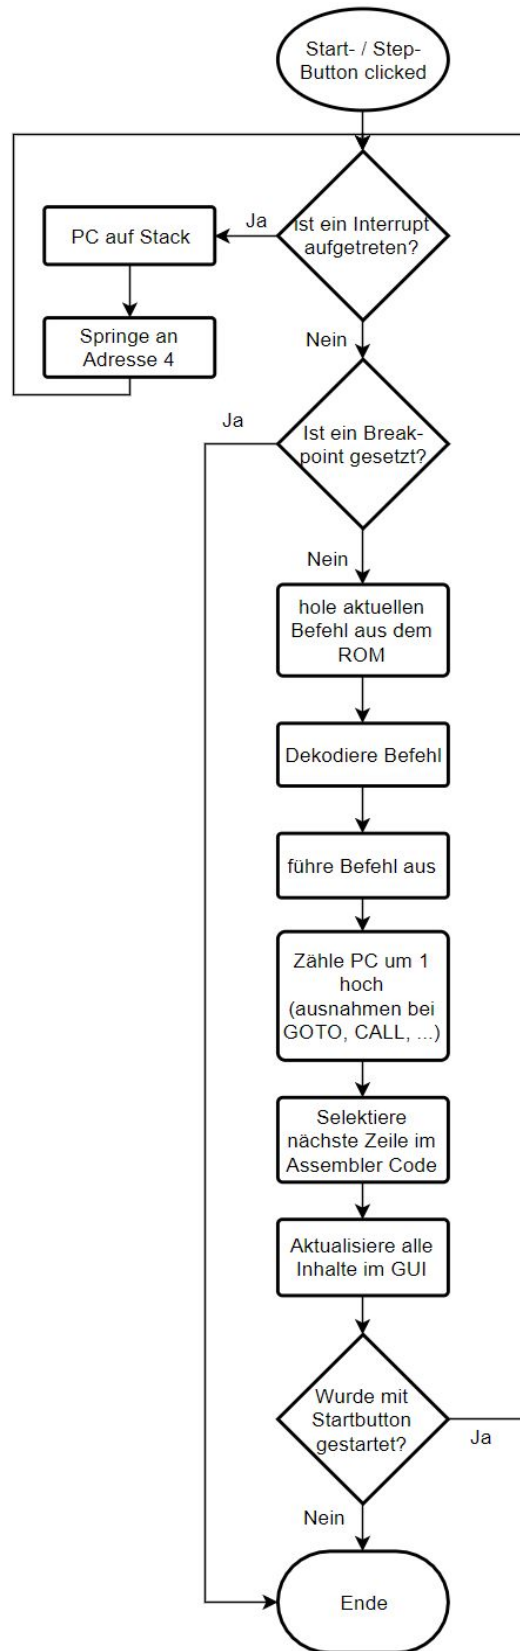 Start- / Step-
Button clicked
ist ein Interrupt
aufgetreten?
Ja
PC auf Stack
Springe an
Adresse 4
Nein
Ist ein Break-
point gesetzt?
Ja
Nein
hole aktuellen
Befehl aus dem
ROM
Dekodiere Befehl
führe Befehl aus
Zähle PC um 1
hoch
(ausnahmen bei
GOTO, CALL, ...)
Selektiere
nächste Zeile im
Assembler Code
Aktualisiere alle
Inhalte im GUI
Wurde mit
Startbutton
gestartet?
Ja
Nein
Ende